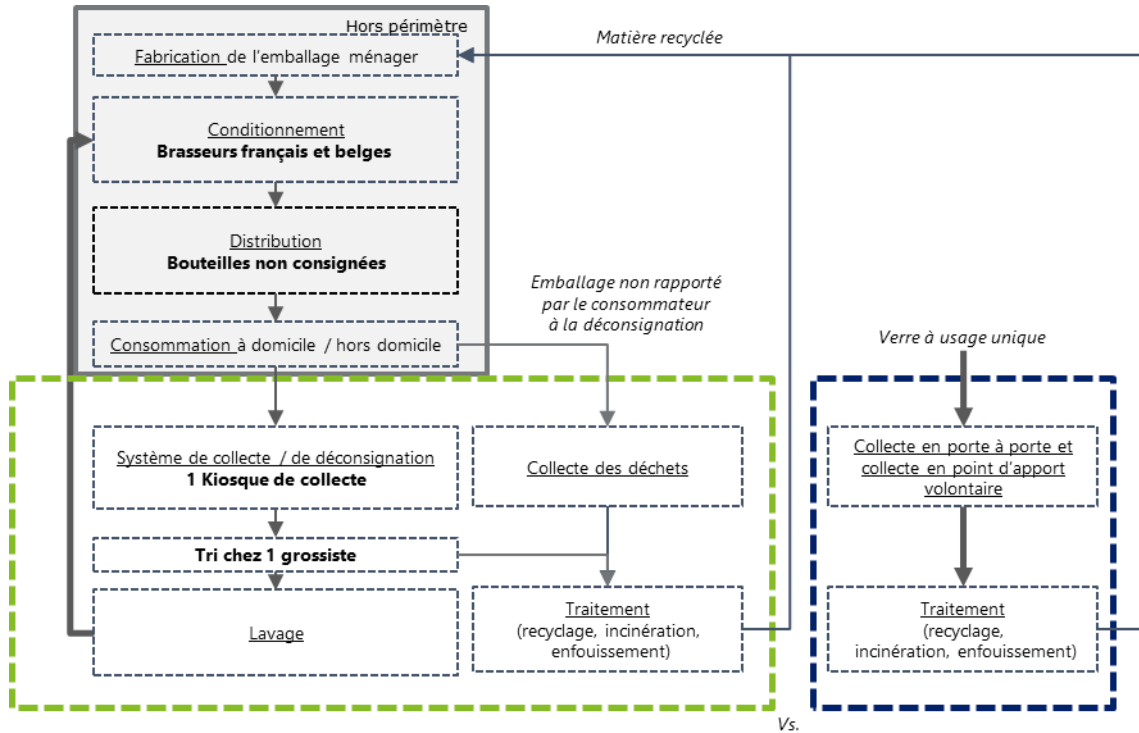 Hors périmètre
Fabrication de l'emballage ménager
Matière recyclée
Conditionnement
Brasseurs français et belges
Distribution
Bouteilles non consignées
Emballage non rapporté
par le consommateur
à la déconsignation
Consommation à domicile / hors domicile
Verre à usage unique
Système de collecte / de déconsignation
1 Kiosque de collecte
Collecte des déchets
Collecte en porte à porte et
collecte en point d'apport
volontaire
Tri chez 1 grossiste
Lavage
Traitement
(recyclage, incinération,
enfouissement)
Traitement
(recyclage,
incinération, enfouissement)
Vs.